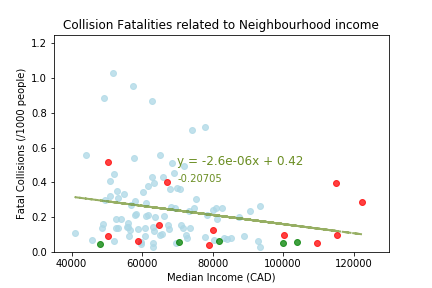 Collision Fatalities related to Neighbourhood income
Fatal Collisions (/1000 people)
1.2
1.0
0.8
0.6
0.4
0.2
0.0
y = -2.6e-06x + 0.42
-0.20705
40000 60000 80000 100000 120000
Median Income (CAD)